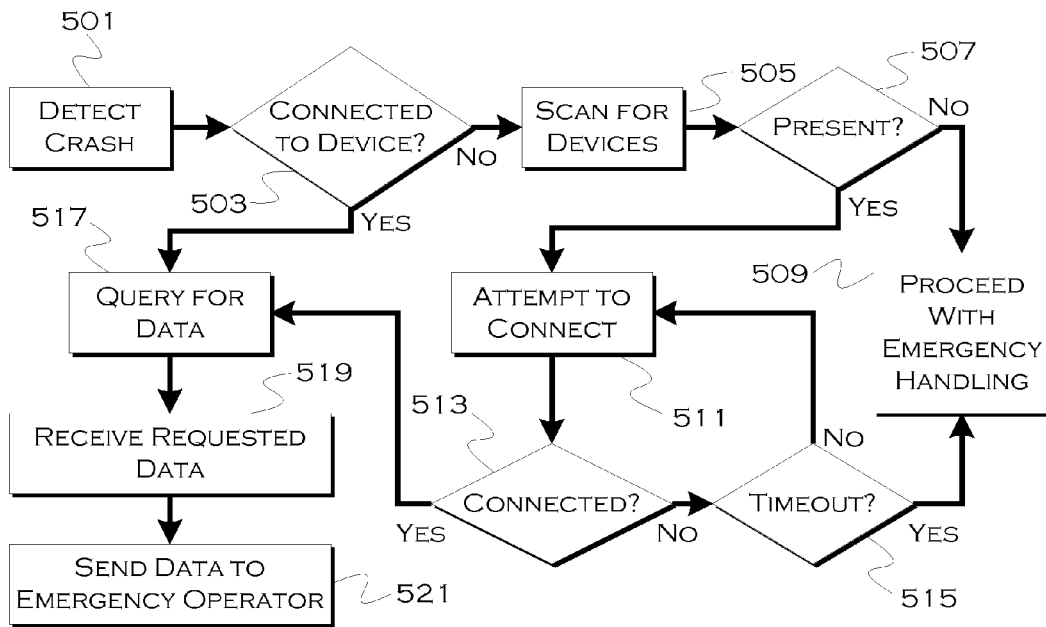 501
DETECT
CRASH
CONNECTED
TO DEVICE?
503
NO
YES
505
SCAN FOR
DEVICES
507
PRESENT?
NO
YES
509
PROCEED
WITH
EMERGENCY
HANDLING
517
QUERY FOR
DATA
ATTEMPT TO
CONNECT
511
519
RECEIVE REQUESTED
DATA
513
CONNECTED?
YES
NO
NO
TIMEOUT?
YES
515
SEND DATA TO
EMERGENCY OPERATOR
521